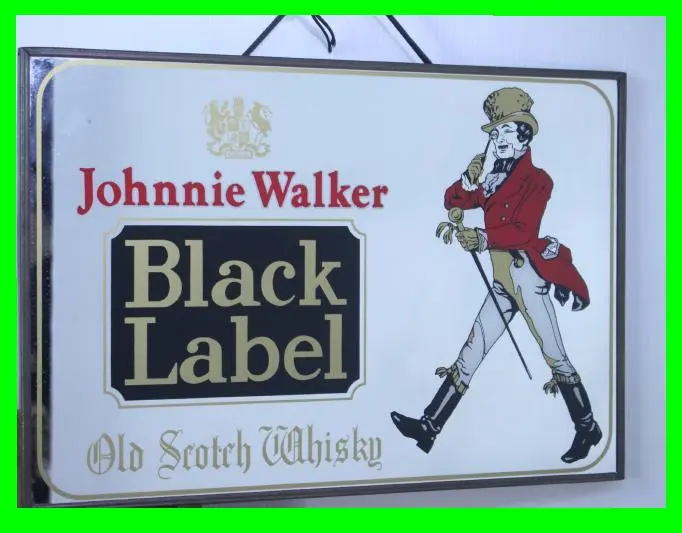 Johnnie Walker
Black
Label
Old Scotch Whisky